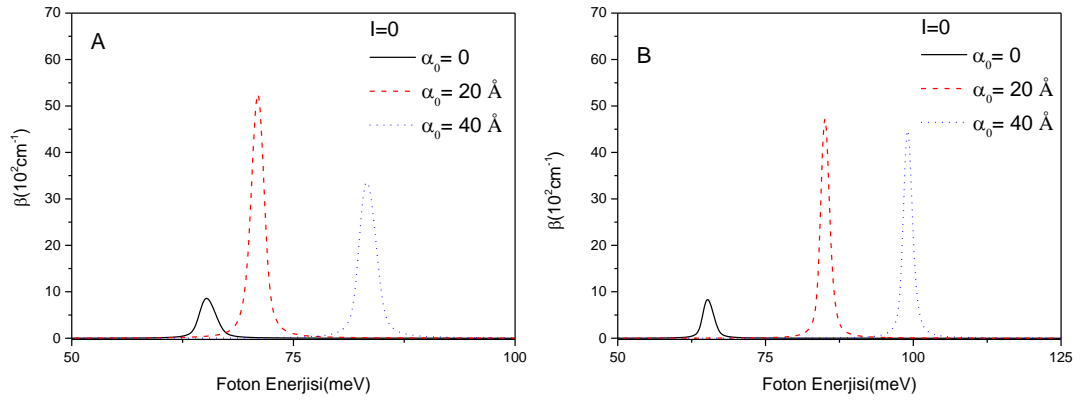 A
I=0
α₀= 0
α₀= 20 Å
α₀= 40 Å
β(10²cm⁻¹)
70
60
50
40
30
20
10
0
50 75 100
Foton Enerjisi(meV)
B
I=0
α₀= 0
α₀= 20 Å
α₀= 40 Å
β(10²cm⁻¹)
70
60
50
40
30
20
10
0
50 75 100 125
Foton Enerjisi(meV)